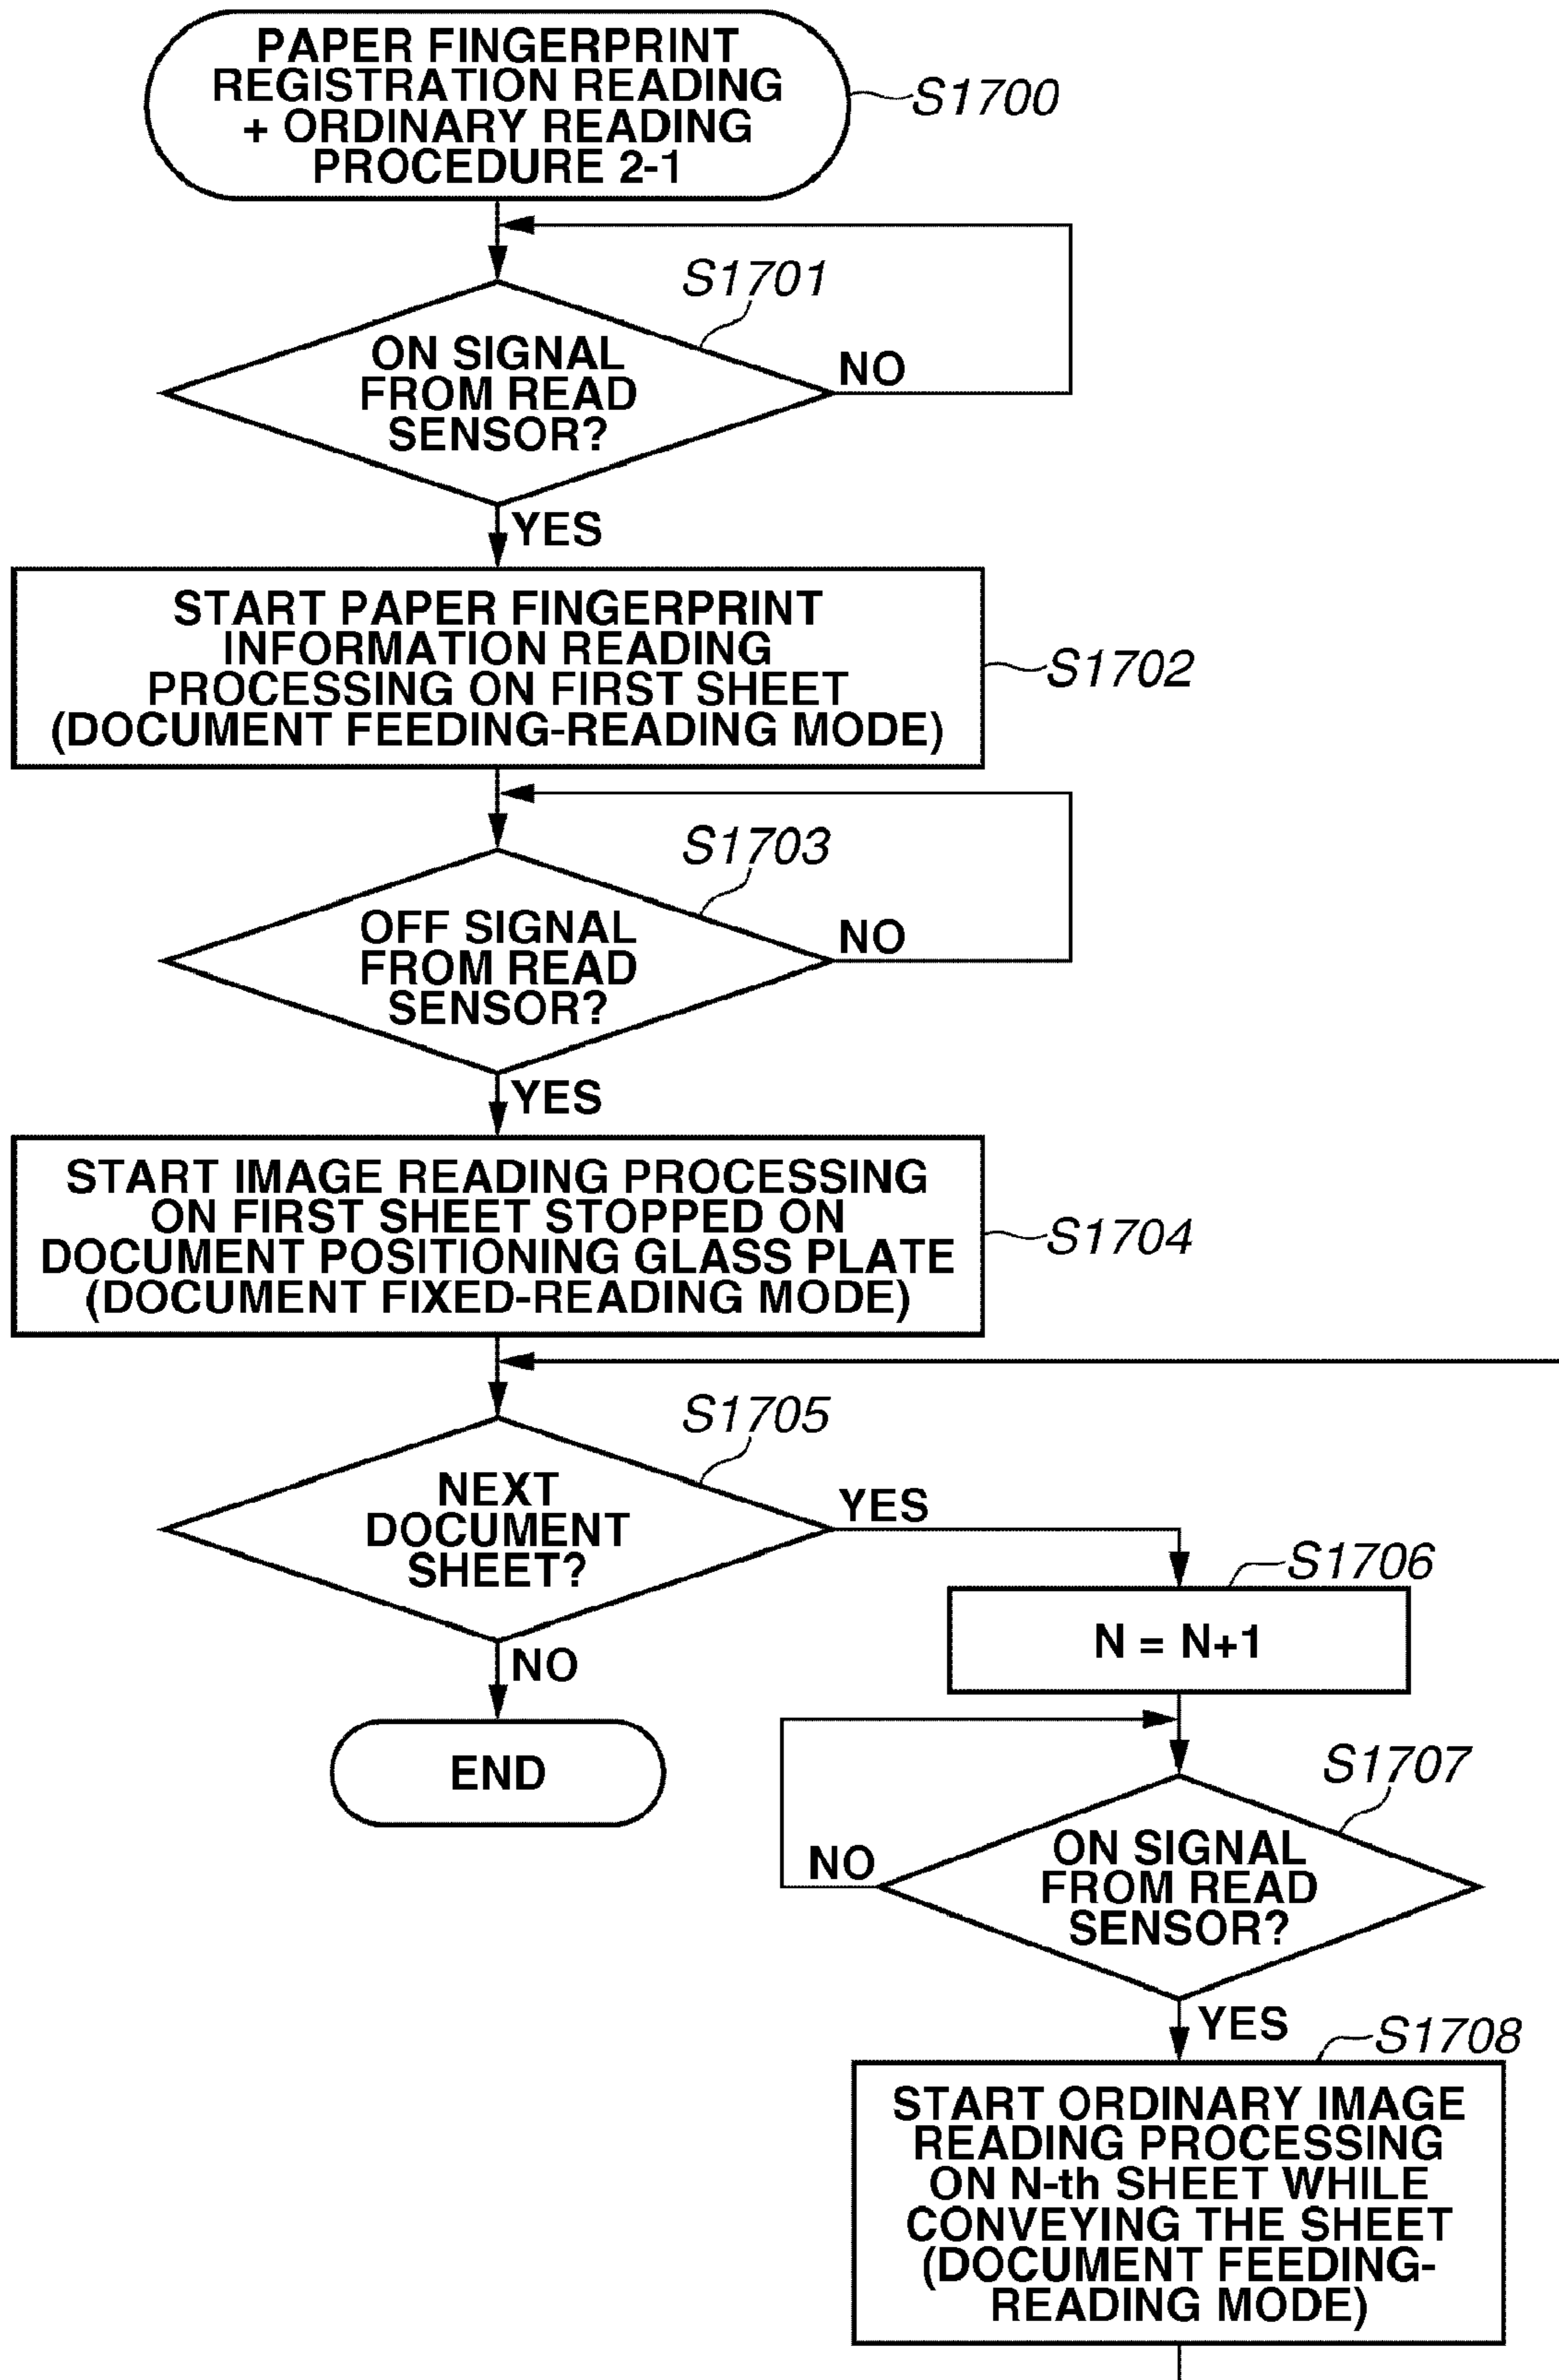 PAPER FINGERPRINT
REGISTRATION READING
+ ORDINARY READING
PROCEDURE 2-1
S1700
S1701
ON SIGNAL
FROM READ
SENSOR?
NO
YES
START PAPER FINGERPRINT
INFORMATION READING
PROCESSING ON FIRST SHEET
(DOCUMENT FEEDING-READING MODE)
S1702
S1703
OFF SIGNAL
FROM READ
SENSOR?
NO
YES
START IMAGE READING PROCESSING
ON FIRST SHEET STOPPED ON
DOCUMENT POSITIONING GLASS PLATE
(DOCUMENT FIXED-READING MODE)
S1704
S1705
NEXT
DOCUMENT
SHEET?
YES
NO
END
S1706
N = N+1
S1707
ON SIGNAL
FROM READ
SENSOR?
NO
YES
S1708
START ORDINARY IMAGE
READING PROCESSING
ON N-th SHEET WHILE
CONVEYING THE SHEET
(DOCUMENT FEEDING-
READING MODE)